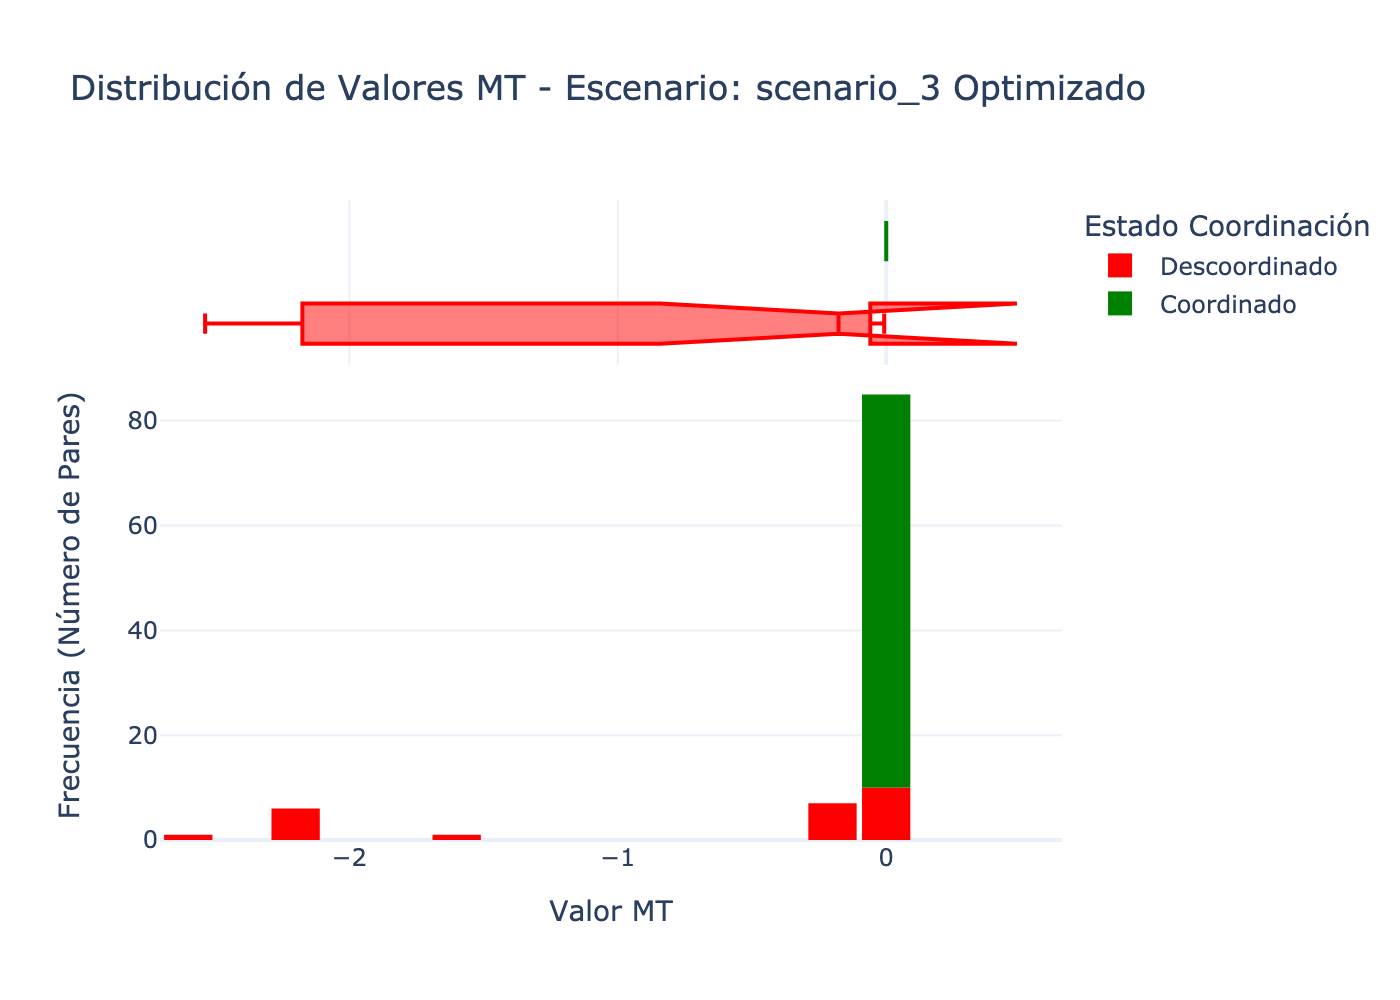 Distribución de Valores MT - Escenario: scenario_3 Optimizado
Estado Coordinación
Descoordinado
Coordinado
Frecuencia (Número de Pares)
80
60
40
20
0
−2
−1
0
Valor MT